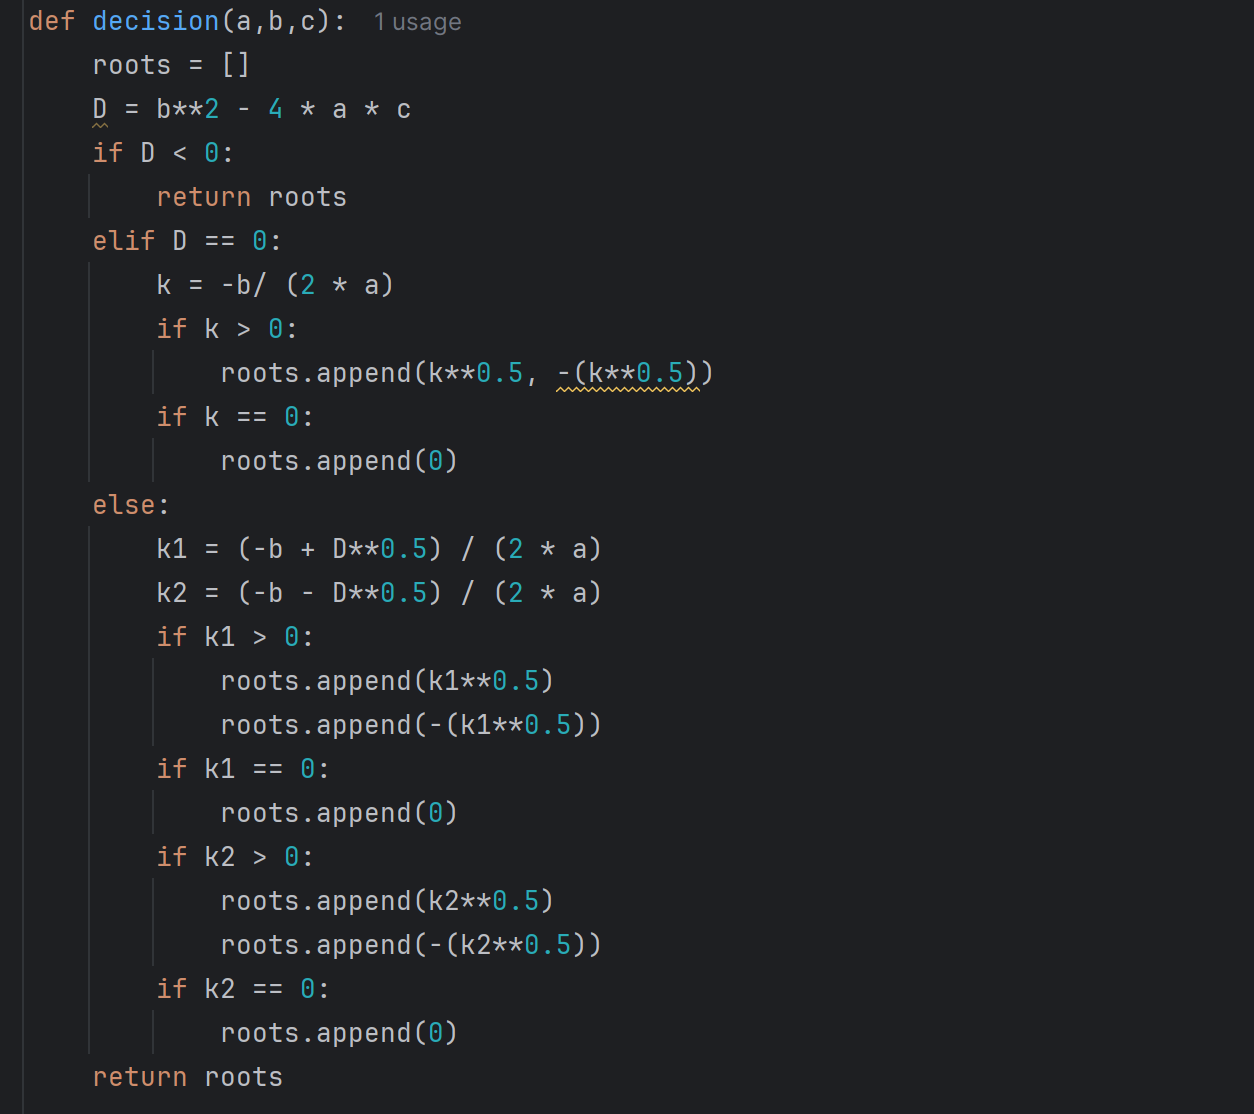 def decision(a,b,c): 1 usage
    roots = []
    D = b**2 - 4 * a * c
    if D < 0:
        return roots
    elif D == 0:
        k = -b/ (2 * a)
        if k > 0:
            roots.append(k**0.5, -(k**0.5))
        if k == 0:
            roots.append(0)
    else:
        k1 = (-b + D**0.5) / (2 * a)
        k2 = (-b - D**0.5) / (2 * a)
        if k1 > 0:
            roots.append(k1**0.5)
            roots.append(-(k1**0.5))
        if k1 == 0:
            roots.append(0)
        if k2 > 0:
            roots.append(k2**0.5)
            roots.append(-(k2**0.5))
        if k2 == 0:
            roots.append(0)
    return roots